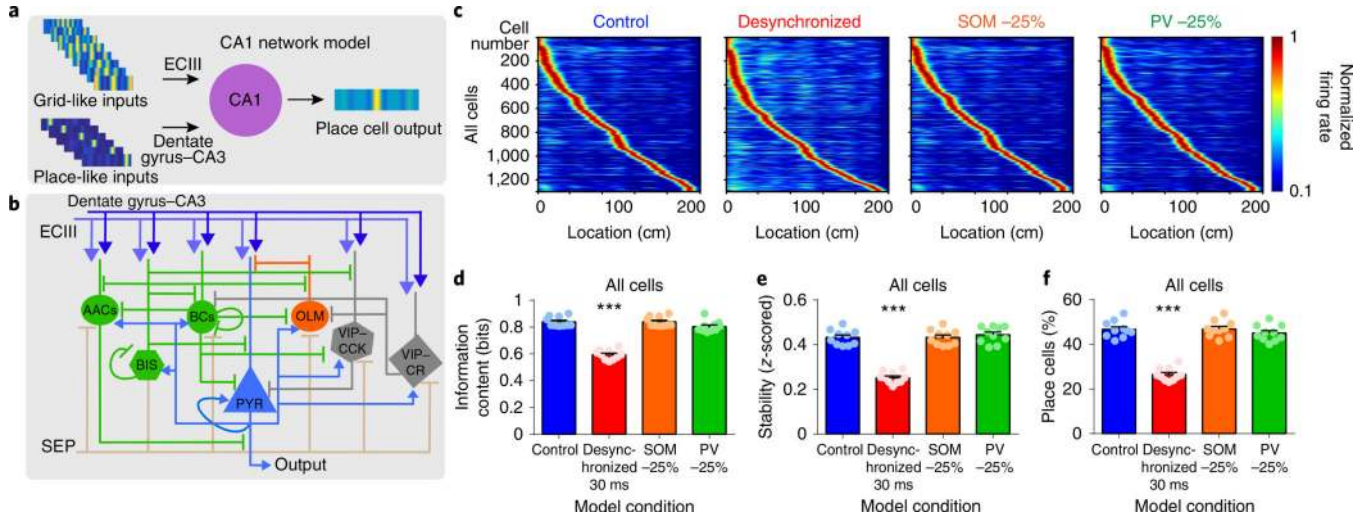 a
CA1 network model
ECIII
Grid-like inputs
CA1
Place cell output
Dentate
gyrus–CA3
Place-like inputs
b
Dentate gyrus–CA3
ECIII
AACs
BCs
OLM
VIP–
CCK
VIP–
CR
BIS
PYR
SEP
Output
c
Control
Desynchronized
SOM –25%
PV –25%
Cell
number
200
400
600
800
1,000
1,200
All cells
0
200
0
200
0
200
0
200
Location (cm)
Location (cm)
Location (cm)
Location (cm)
1
0.1
Normalized
firing rate
d
All cells
***
Information
content (bits)
1
0.8
0.6
0.4
0.2
0
Control
Desync-
hronized
30 ms
SOM
–25%
PV
–25%
Model condition
e
All cells
***
Stability (z-scored)
0.6
0.4
0.2
0
Control
Desync-
hronized
30 ms
SOM
–25%
PV
–25%
Model condition
f
All cells
***
Place cells (%)
60
40
20
0
Control
Desync-
hronized
30 ms
SOM
–25%
PV
–25%
Model condition